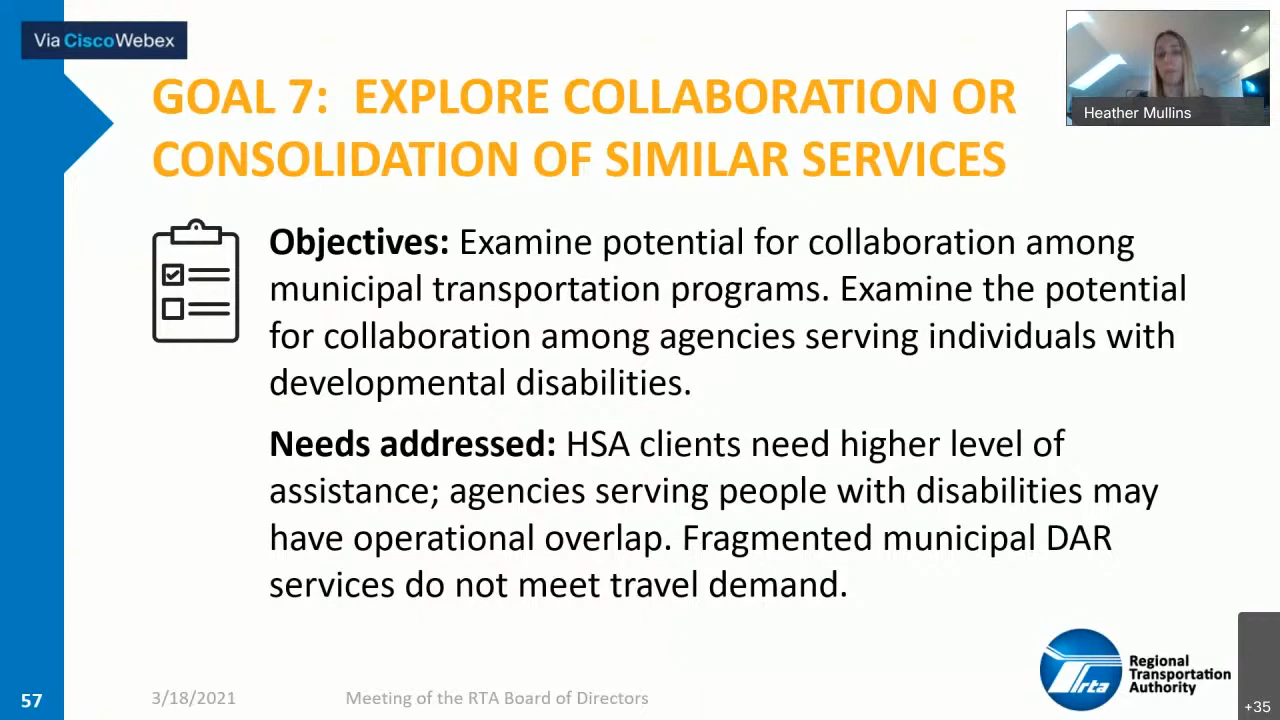 Via CiscoWebex
GOAL 7: EXPLORE COLLABORATION OR
CONSOLIDATION OF SIMILAR SERVICES
Heather Mullins
Objectives: Examine potential for collaboration among
municipal transportation programs. Examine the potential
for collaboration among agencies serving individuals with
developmental disabilities.
Needs addressed: HSA clients need higher level of
assistance; agencies serving people with disabilities may
have operational overlap. Fragmented municipal DAR
services do not meet travel demand.
57
3/18/2021
Meeting of the RTA Board of Directors
rta
Regional
Transportation
Authority
+35